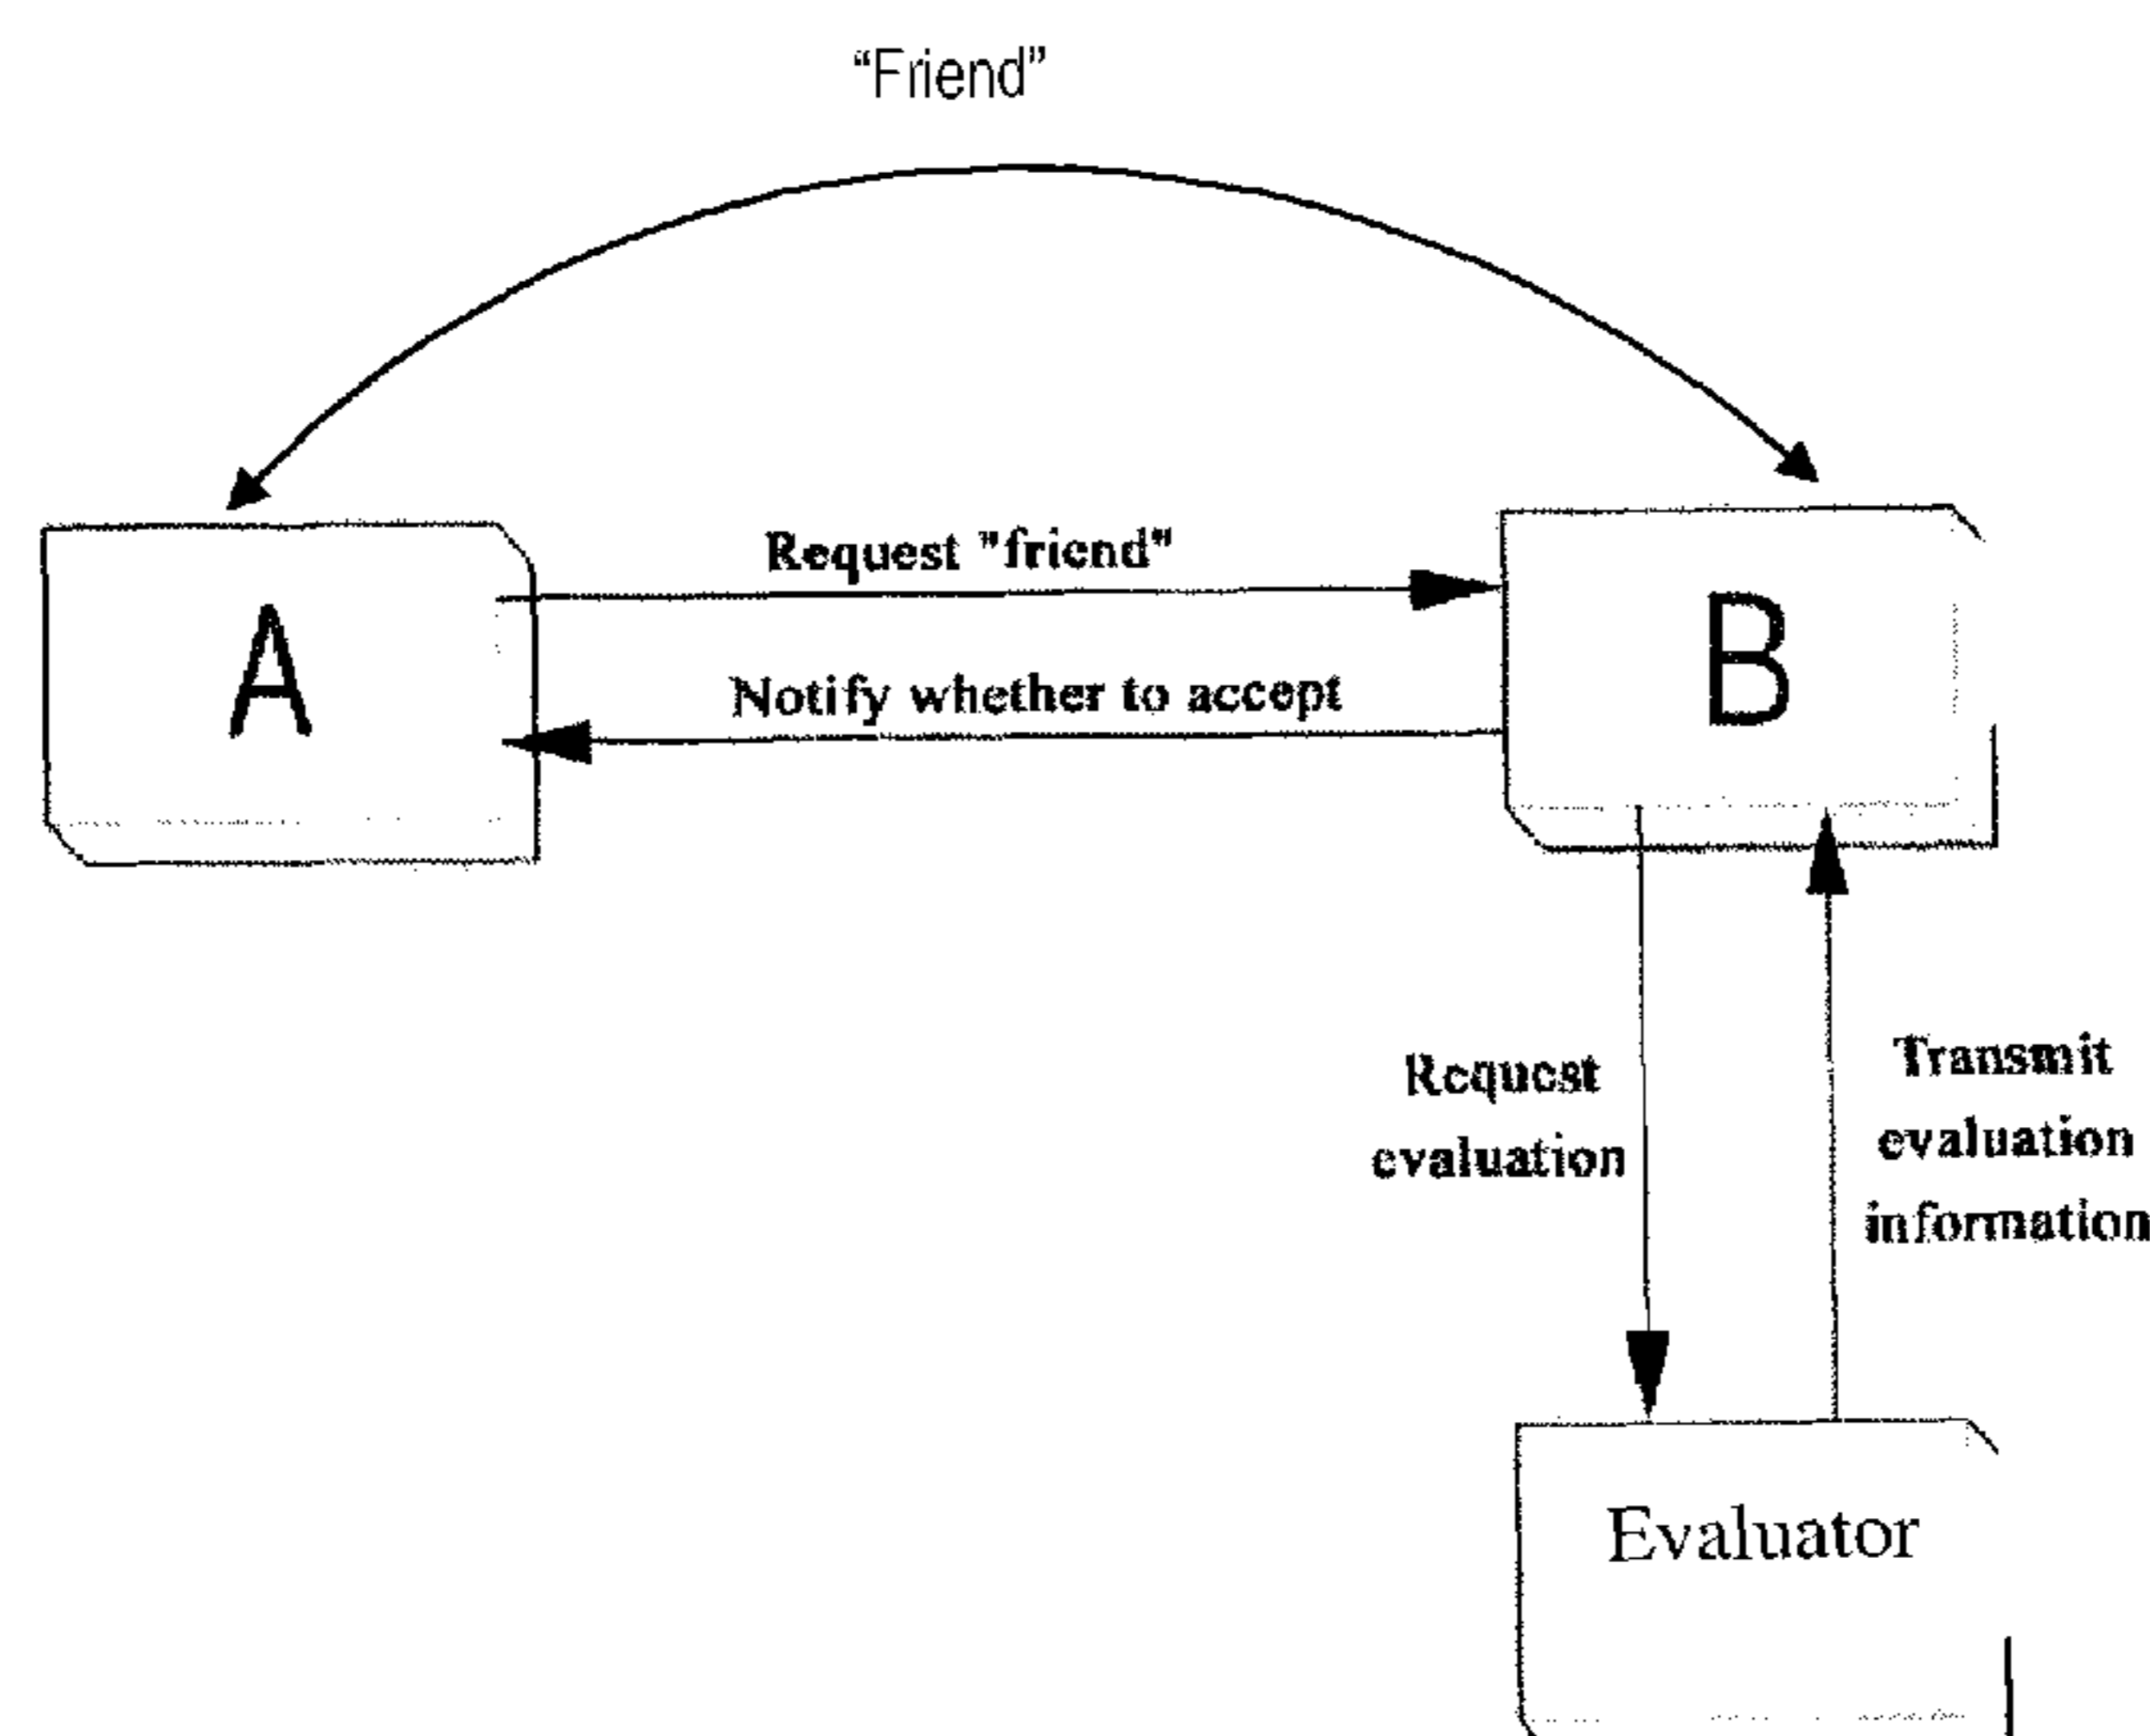 “Friend”
Request "friend"
A
B
Notify whether to accept
Request
evaluation
Transmit
evaluation
information
Evaluator